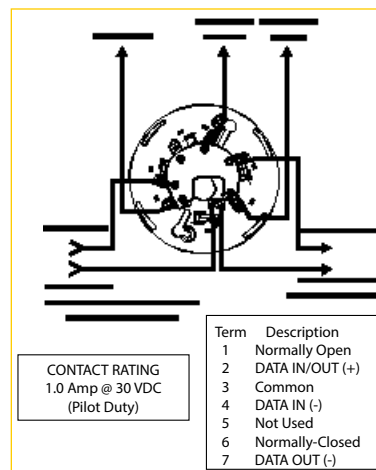 CONTACT RATING
1.0 Amp @ 30 VDC
(Pilot Duty)
Term Description
1 Normally Open
2 DATA IN/OUT (+)
3 Common
4 DATA IN (-)
5 Not Used
6 Normally-Closed
7 DATA OUT (-)